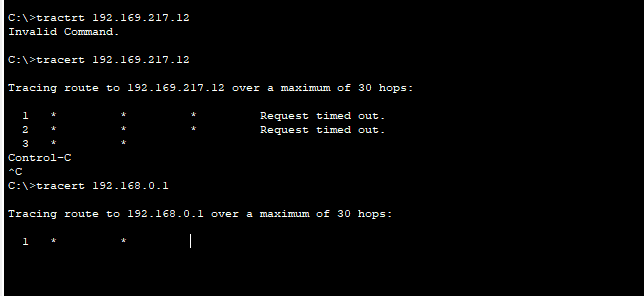 C:\>tractrt 192.169.217.12
Invalid Command.
C:\>tracert 192.169.217.12
Tracing route to 192.169.217.12 over a maximum of 30 hops:
1 * * * Request timed out.
2 * * * Request timed out.
3 * *
Control-C
^C
C:\>tracert 192.168.0.1
Tracing route to 192.168.0.1 over a maximum of 30 hops:
1 * *